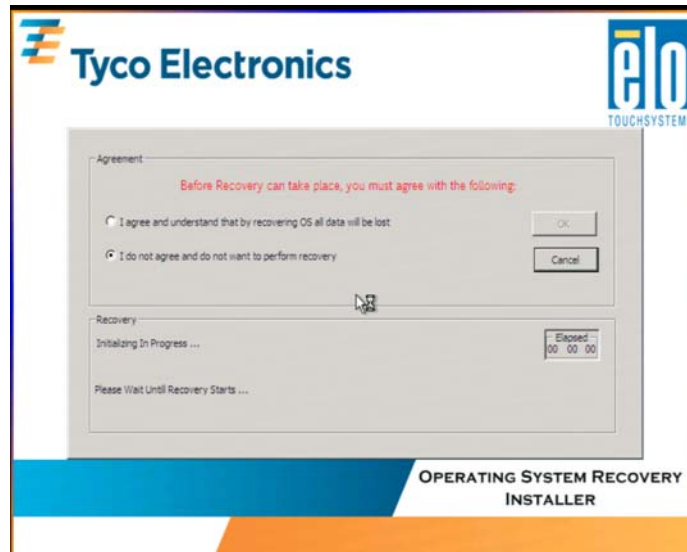 Tyco Electronics
elo
TOUCHSYSTEM
Agreement
Before Recovery can take place, you must agree with the following:
I agree and understand that by recovering OS all data will be lost
OK
I do not agree and do not want to perform recovery
Cancel
Recovery
Initializing In Progress ...
Elapsed
00 00 00
Please Wait Until Recovery Starts ...
OPERATING SYSTEM RECOVERY
INSTALLER